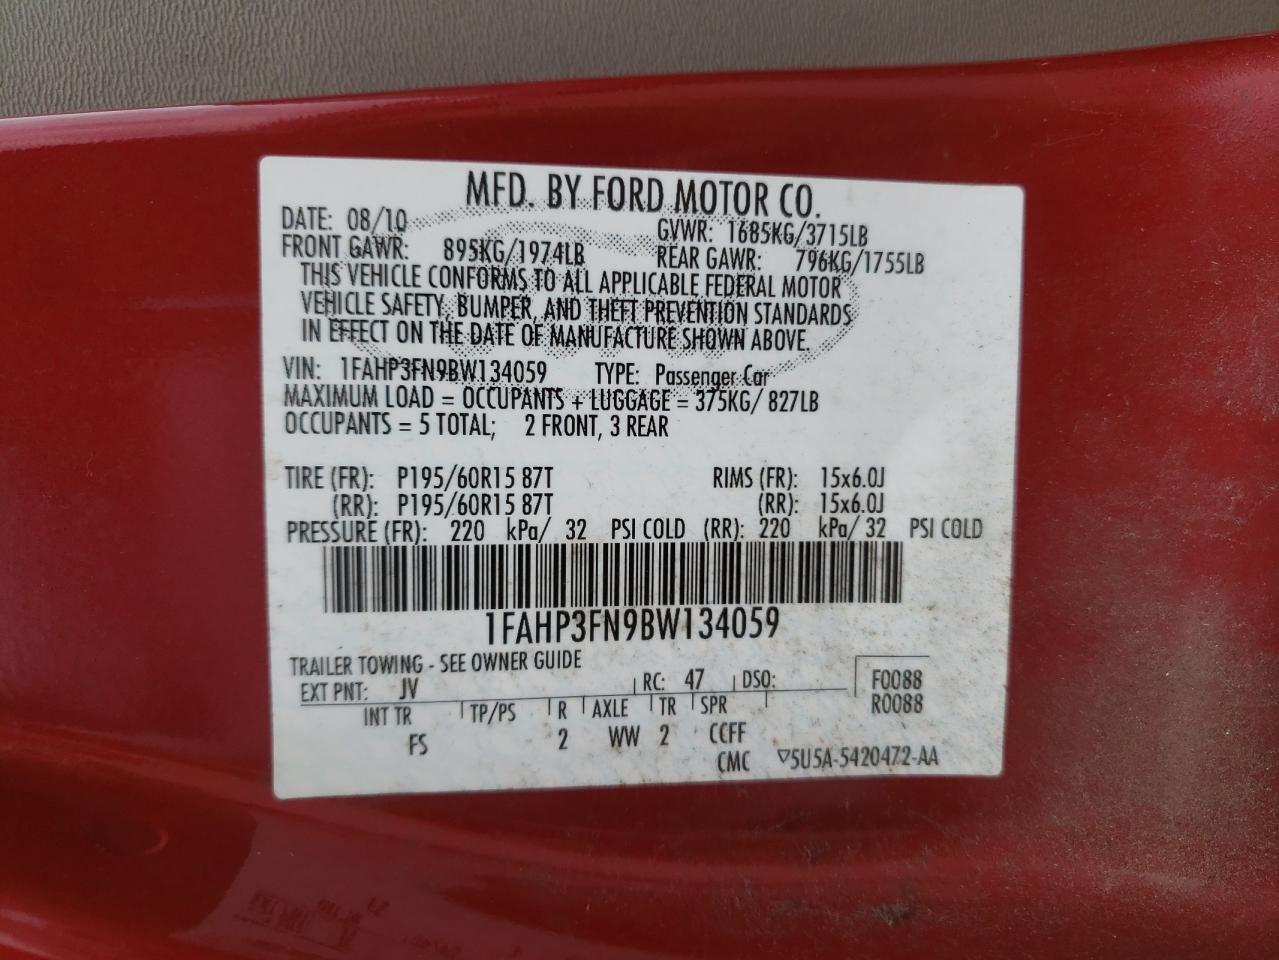 MFD. BY FORD MOTOR CO.
DATE: 08/10 GVWR: 1685KG/3715LB
FRONT GAWR: 895KG/1974LB REAR GAWR: 796KG/1755LB
THIS VEHICLE CONFORMS TO ALL APPLICABLE FEDERAL MOTOR
VEHICLE SAFETY, BUMPER, AND THEFT PREVENTION STANDARDS
IN EFFECT ON THE DATE OF MANUFACTURE SHOWN ABOVE.
VIN: 1FAHP3FN9BW134059 TYPE: Passenger Car
MAXIMUM LOAD = OCCUPANTS + LUGGAGE = 375KG/ 827LB
OCCUPANTS = 5 TOTAL; 2 FRONT, 3 REAR
TIRE (FR): P195/60R15 87T RIMS (FR): 15x6.0J
(RR): P195/60R15 87T (RR): 15x6.0J
PRESSURE (FR): 220 kPa/ 32 PSI COLD (RR): 220 kPa/ 32 PSI COLD
1FAHP3FN9BW134059
TRAILER TOWING - SEE OWNER GUIDE
EXT PNT: JV RC: 47 DSO: F0088
INT TR TP/PS R AXLE TR SPR R0088
FS 2 WW 2 CCFF
CMC ▽5U5A-5420472-AA